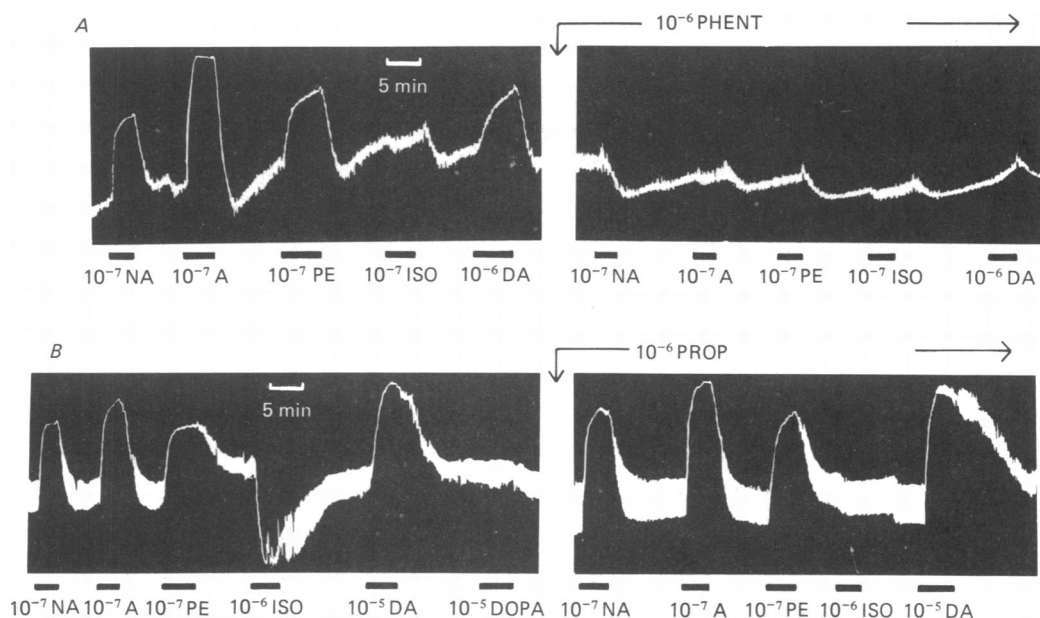 A
10⁻⁶ PHENT
5 min
10⁻⁷ NA 10⁻⁷ A 10⁻⁷ PE 10⁻⁷ ISO 10⁻⁶ DA 10⁻⁷ NA 10⁻⁷ A 10⁻⁷ PE 10⁻⁷ ISO 10⁻⁶ DA
B
10⁻⁶ PROP
5 min
10⁻⁷ NA 10⁻⁷ A 10⁻⁷ PE 10⁻⁶ ISO 10⁻⁵ DA 10⁻⁵ DOPA 10⁻⁷ NA 10⁻⁷ A 10⁻⁷ PE 10⁻⁶ ISO 10⁻⁵ DA